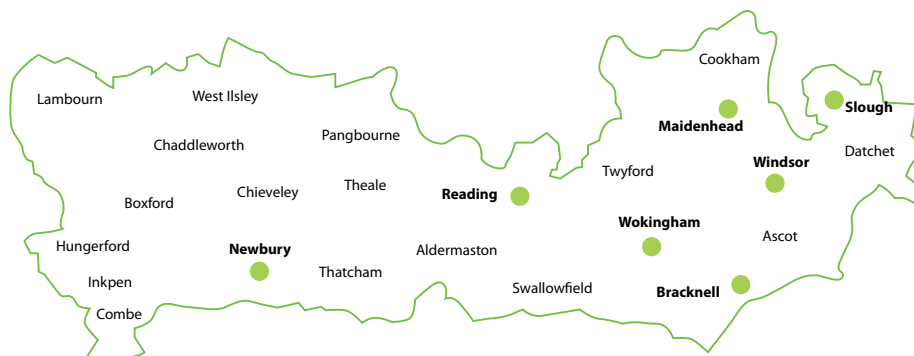 Cookham
Lambourn
West Ilsley
Slough
Maidenhead
Pangbourne
Chaddleworth
Datchet
Windsor
Twyford
Theale
Chieveley
Reading
Boxford
Wokingham
Ascot
Hungerford
Newbury
Aldermaston
Thatcham
Inkpen
Swallowfield
Bracknell
Combe